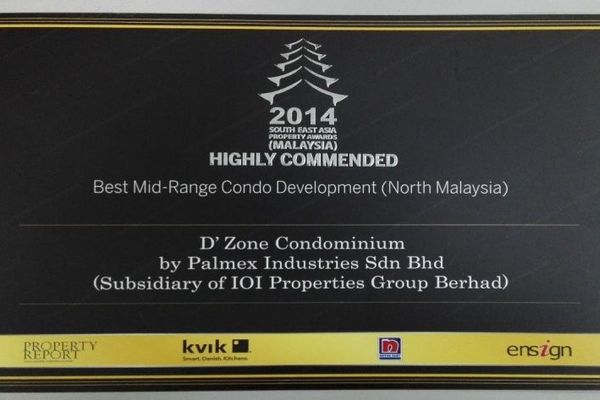 2014
SOUTH EAST ASIA
PROPERTY AWARDS
(MALAYSIA)
HIGHLY COMMENDED
Best Mid-Range Condo Development (North Malaysia)
D' Zone Condominium
by Palmex Industries Sdn Bhd
(Subsidiary of IOI Properties Group Berhad)
PROPERTY
REPORT
kvik
Smart. Danish. Kitchens.
ensign